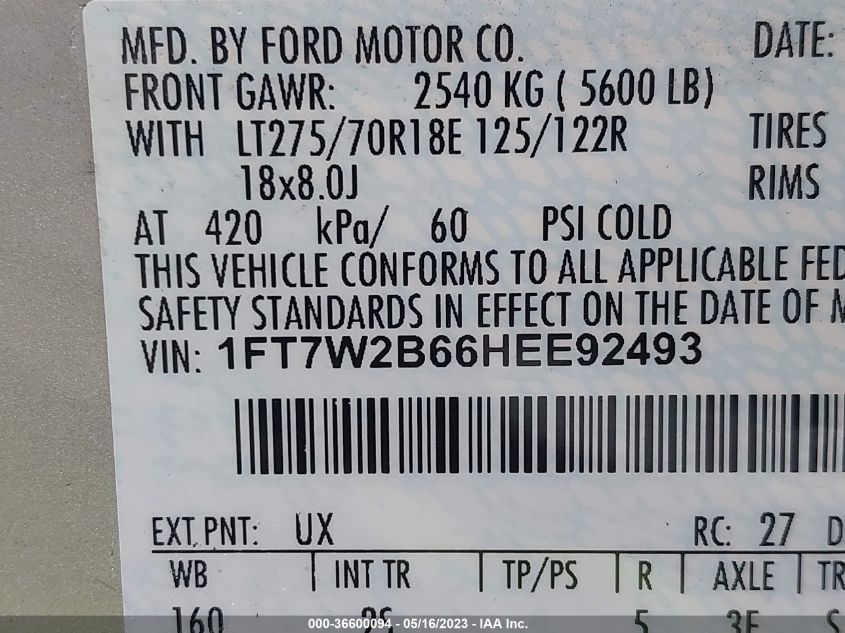 MFD. BY FORD MOTOR CO. DATE:
FRONT GAWR: 2540 KG ( 5600 LB)
WITH LT275/70R18E 125/122R TIRES
18x8.0J RIMS
AT 420 kPa/ 60 PSI COLD
THIS VEHICLE CONFORMS TO ALL APPLICABLE FED
SAFETY STANDARDS IN EFFECT ON THE DATE OF M
VIN: 1FT7W2B66HEE92493
EXT PNT: UX RC: 27 D
WB INT TR TP/PS R AXLE TR
160 2S 5 3E S
000-36600094 - 05/16/2023 - IAA Inc.